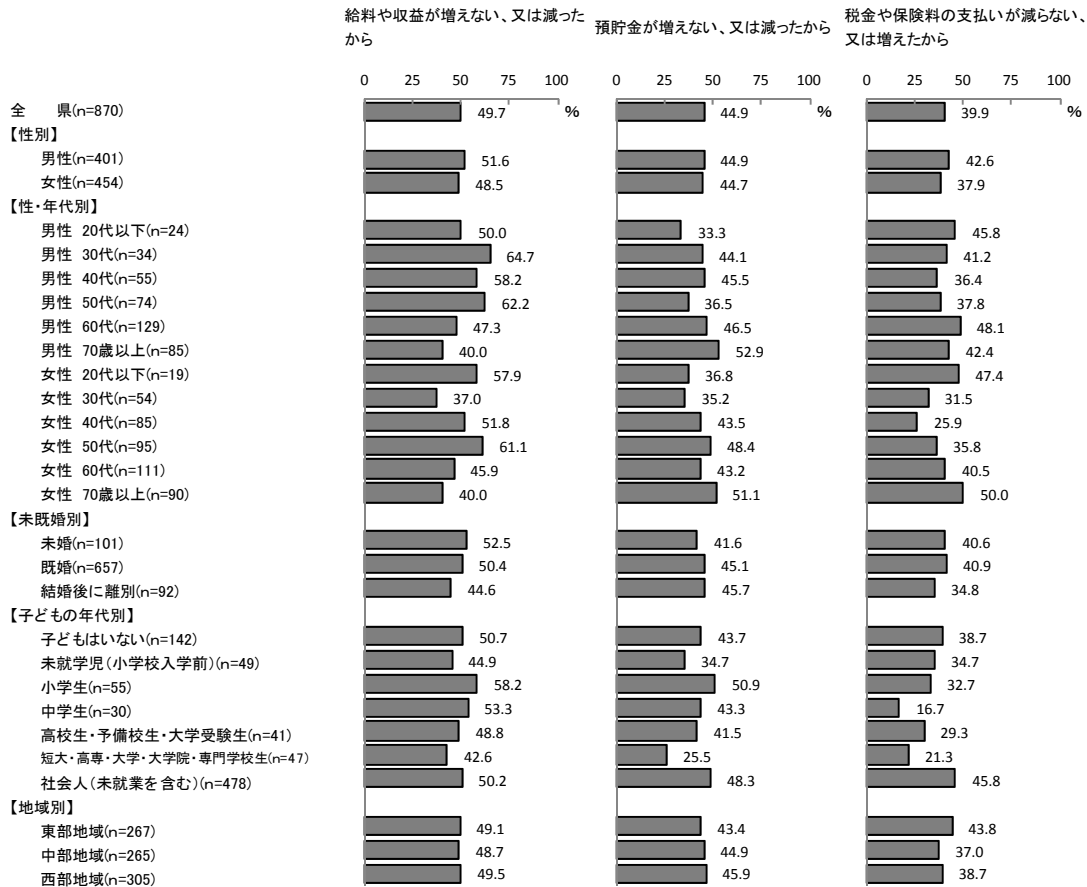 給料や収益が増えない、又は減ったから
預貯金が増えない、又は減ったから
税金や保険料の支払いが減らない、又は増えたから
0 25 50 75 100 0 25 50 75 100 0 25 50 75 100
全 県(n=870) 49.7 % 44.9 % 39.9 %
【性別】
男性(n=401) 51.6 44.9 42.6
女性(n=454) 48.5 44.7 37.9
【性・年代別】
男性 20代以下(n=24) 50.0 33.3 45.8
男性 30代(n=34) 64.7 44.1 41.2
男性 40代(n=55) 58.2 45.5 36.4
男性 50代(n=74) 62.2 36.5 37.8
男性 60代(n=129) 47.3 46.5 48.1
男性 70歳以上(n=85) 40.0 52.9 42.4
女性 20代以下(n=19) 57.9 36.8 47.4
女性 30代(n=54) 37.0 35.2 31.5
女性 40代(n=85) 51.8 43.5 25.9
女性 50代(n=95) 61.1 48.4 35.8
女性 60代(n=111) 45.9 43.2 40.5
女性 70歳以上(n=90) 40.0 51.1 50.0
【未既婚別】
未婚(n=101) 52.5 41.6 40.6
既婚(n=657) 50.4 45.1 40.9
結婚後に離別(n=92) 44.6 45.7 34.8
【子どもの年代別】
子どもはいない(n=142) 50.7 43.7 38.7
未就学児(小学校入学前)(n=49) 44.9 34.7 34.7
小学生(n=55) 58.2 50.9 32.7
中学生(n=30) 53.3 43.3 16.7
高校生・予備校生・大学受験生(n=41) 48.8 41.5 29.3
短大・高専・大学・大学院・専門学校生(n=47) 42.6 25.5 21.3
社会人(未就業を含む)(n=478) 50.2 48.3 45.8
【地域別】
東部地域(n=267) 49.1 43.4 43.8
中部地域(n=265) 48.7 44.9 37.0
西部地域(n=305) 49.5 45.9 38.7